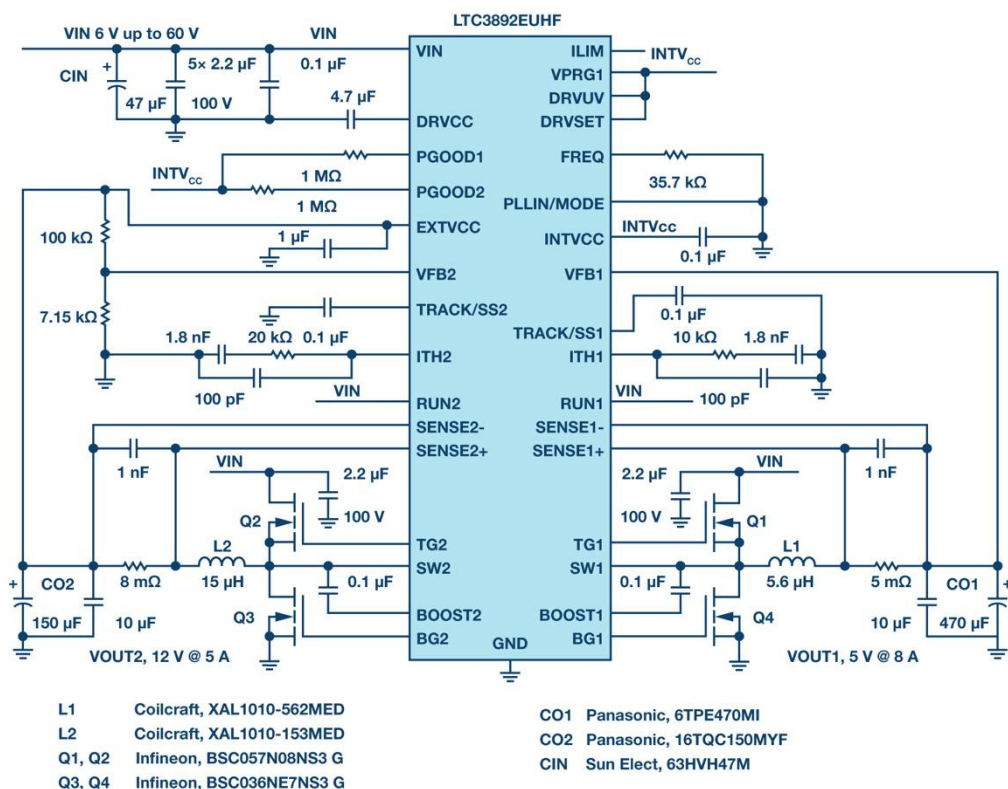 LTC3892EUHF
VIN 6 V up to 60 V
VIN
VIN
ILIM
INTVCC
5× 2.2 µF
0.1 µF
VPRG1
CIN
4.7 µF
DRVUV
47 µF
100 V
DRVCC
DRVSET
PGOOD1
FREQ
INTVCC
1 MΩ
PGOOD2
35.7 kΩ
1 MΩ
PLLIN/MODE
EXTVCC
100 kΩ
1 µF
INTVCC
INTVCC
0.1 µF
VFB2
VFB1
7.15 kΩ
TRACK/SS2
0.1 µF
1.8 nF
20 kΩ
0.1 µF
TRACK/SS1
10 kΩ
1.8 nF
ITH2
ITH1
100 pF
VIN
RUN2
RUN1
VIN
100 pF
SENSE2-
SENSE1-
SENSE2+
SENSE1+
1 nF
VIN
VIN
1 nF
2.2 µF
2.2 µF
Q2
100 V
100 V
Q1
L2
TG2
TG1
L1
CO2
8 mΩ
15 µH
SW2
SW1
5.6 µH
5 mΩ
CO1
+
0.1 µF
0.1 µF
+
150 µF
10 µF
Q3
BOOST2
BOOST1
Q4
10 µF
470 µF
BG2
BG1
VOUT2, 12 V @ 5 A
GND
VOUT1, 5 V @ 8 A
L1 Coilcraft, XAL1010-562MED
L2 Coilcraft, XAL1010-153MED
Q1, Q2 Infineon, BSC057N08NS3 G
Q3, Q4 Infineon, BSC036NE7NS3 G
CO1 Panasonic, 6TPE470MI
CO2 Panasonic, 16TQC150MYF
CIN Sun Elect, 63HVH47M